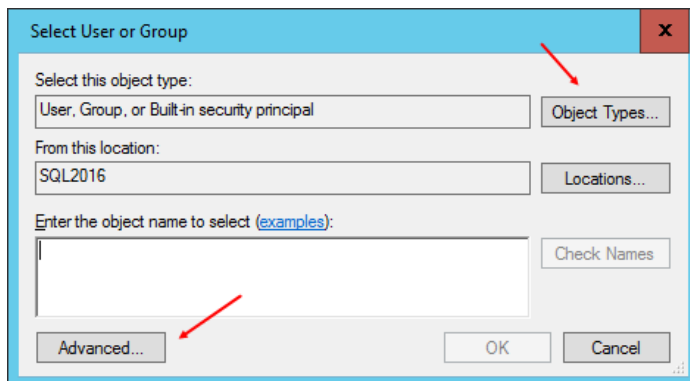 Select User or Group
x
Select this object type:
User, Group, or Built-in security principal
Object Types...
From this location:
SQL2016
Locations...
Enter the object name to select (examples):
Check Names
Advanced...
OK
Cancel